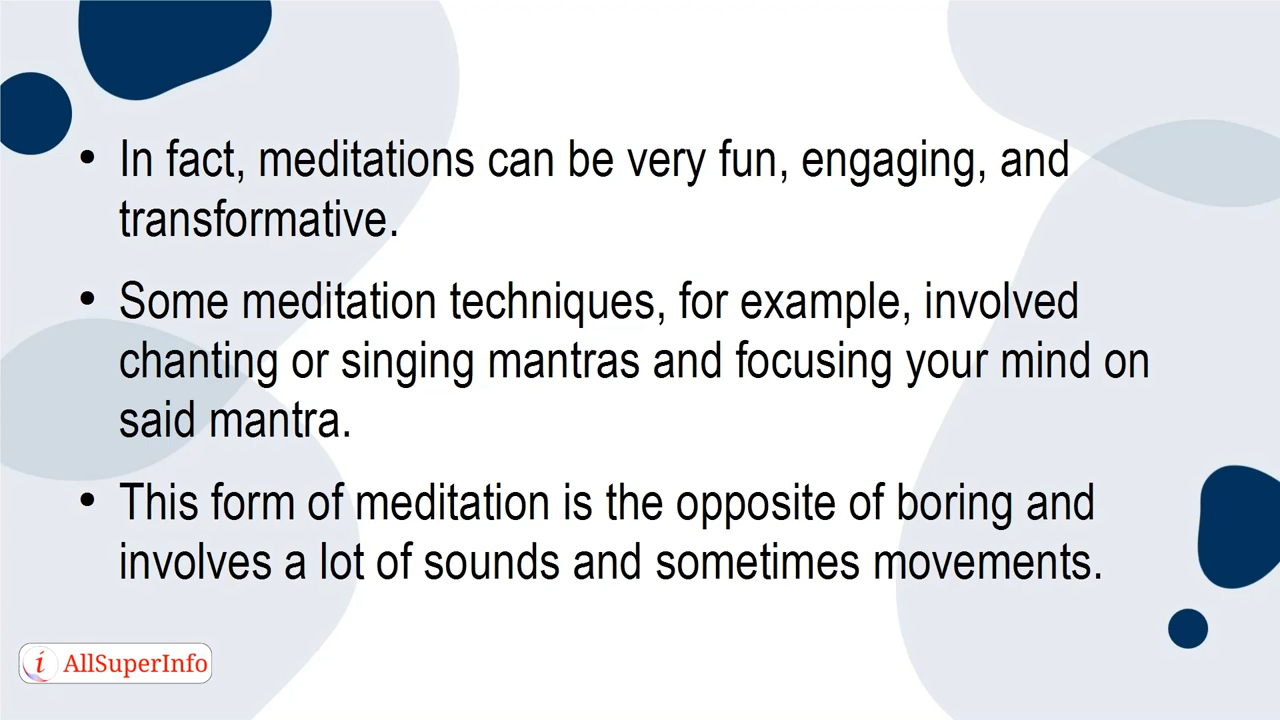 • In fact, meditations can be very fun, engaging, and
transformative.
• Some meditation techniques, for example, involved
chanting or singing mantras and focusing your mind on
said mantra.
• This form of meditation is the opposite of boring and
involves a lot of sounds and sometimes movements.
i AllSuperInfo